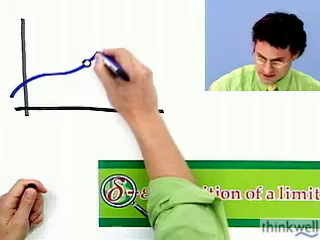 δ-e ition of a limit
thinkwell